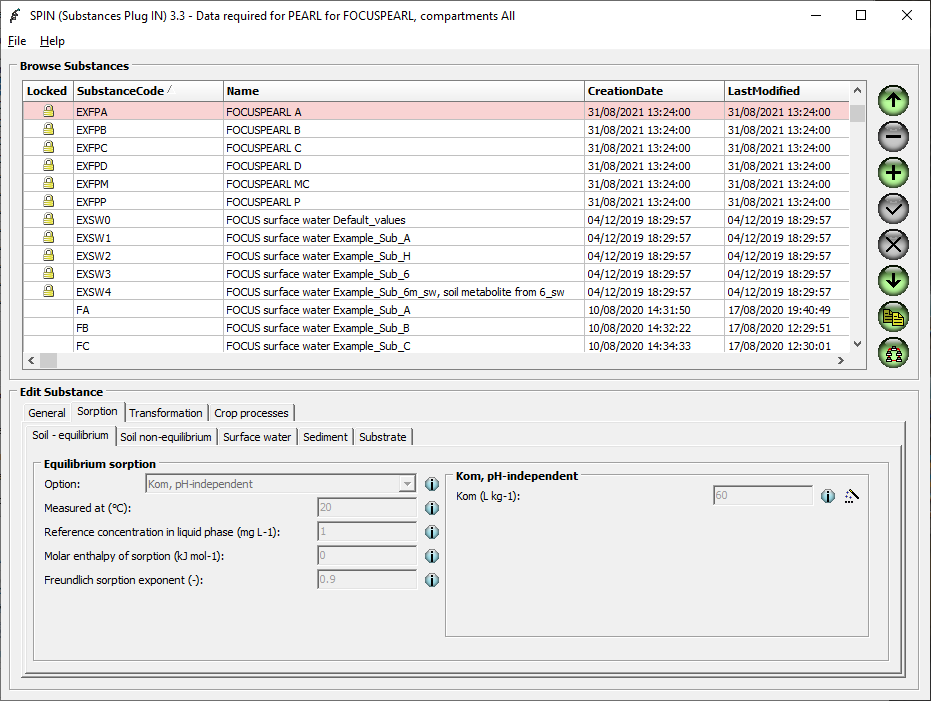 SPIN (Substances Plug IN) 3.3 - Data required for PEARL for FOCUSPEARL, compartments All
File Help
Browse Substances
Locked SubstanceCode Name CreationDate LastModified
EXFPA FOCUSPEARL A 31/08/2021 13:24:00 31/08/2021 13:24:00
EXFPB FOCUSPEARL B 31/08/2021 13:24:00 31/08/2021 13:24:00
EXFPC FOCUSPEARL C 31/08/2021 13:24:00 31/08/2021 13:24:00
EXFPD FOCUSPEARL D 31/08/2021 13:24:00 31/08/2021 13:24:00
EXFPM FOCUSPEARL MC 31/08/2021 13:24:00 31/08/2021 13:24:00
EXFPP FOCUSPEARL P 31/08/2021 13:24:00 31/08/2021 13:24:00
EXSW0 FOCUS surface water Default_values 04/12/2019 18:29:57 04/12/2019 18:29:57
EXSW1 FOCUS surface water Example_Sub_A 04/12/2019 18:29:57 04/12/2019 18:29:57
EXSW2 FOCUS surface water Example_Sub_H 04/12/2019 18:29:57 04/12/2019 18:29:57
EXSW3 FOCUS surface water Example_Sub_6 04/12/2019 18:29:57 04/12/2019 18:29:57
EXSW4 FOCUS surface water Example_Sub_6m_sw, soil metabolite from 6_sw 04/12/2019 18:29:57 04/12/2019 18:29:57
FA FOCUS surface water Example_Sub_A 10/08/2020 14:31:50 17/08/2020 19:40:49
FB FOCUS surface water Example_Sub_B 10/08/2020 14:32:22 17/08/2020 12:29:51
FC FOCUS surface water Example_Sub_C 10/08/2020 14:34:33 17/08/2020 12:30:01
Edit Substance
General Sorption Transformation Crop processes
Soil - equilibrium Soil non-equilibrium Surface water Sediment Substrate
Equilibrium sorption
Option: Kom, pH-independent
Measured at (°C): 20
Reference concentration in liquid phase (mg L-1): 1
Molar enthalpy of sorption (kJ mol-1): 0
Freundlich sorption exponent (-): 0.9
Kom, pH-independent
Kom (L kg-1): 60